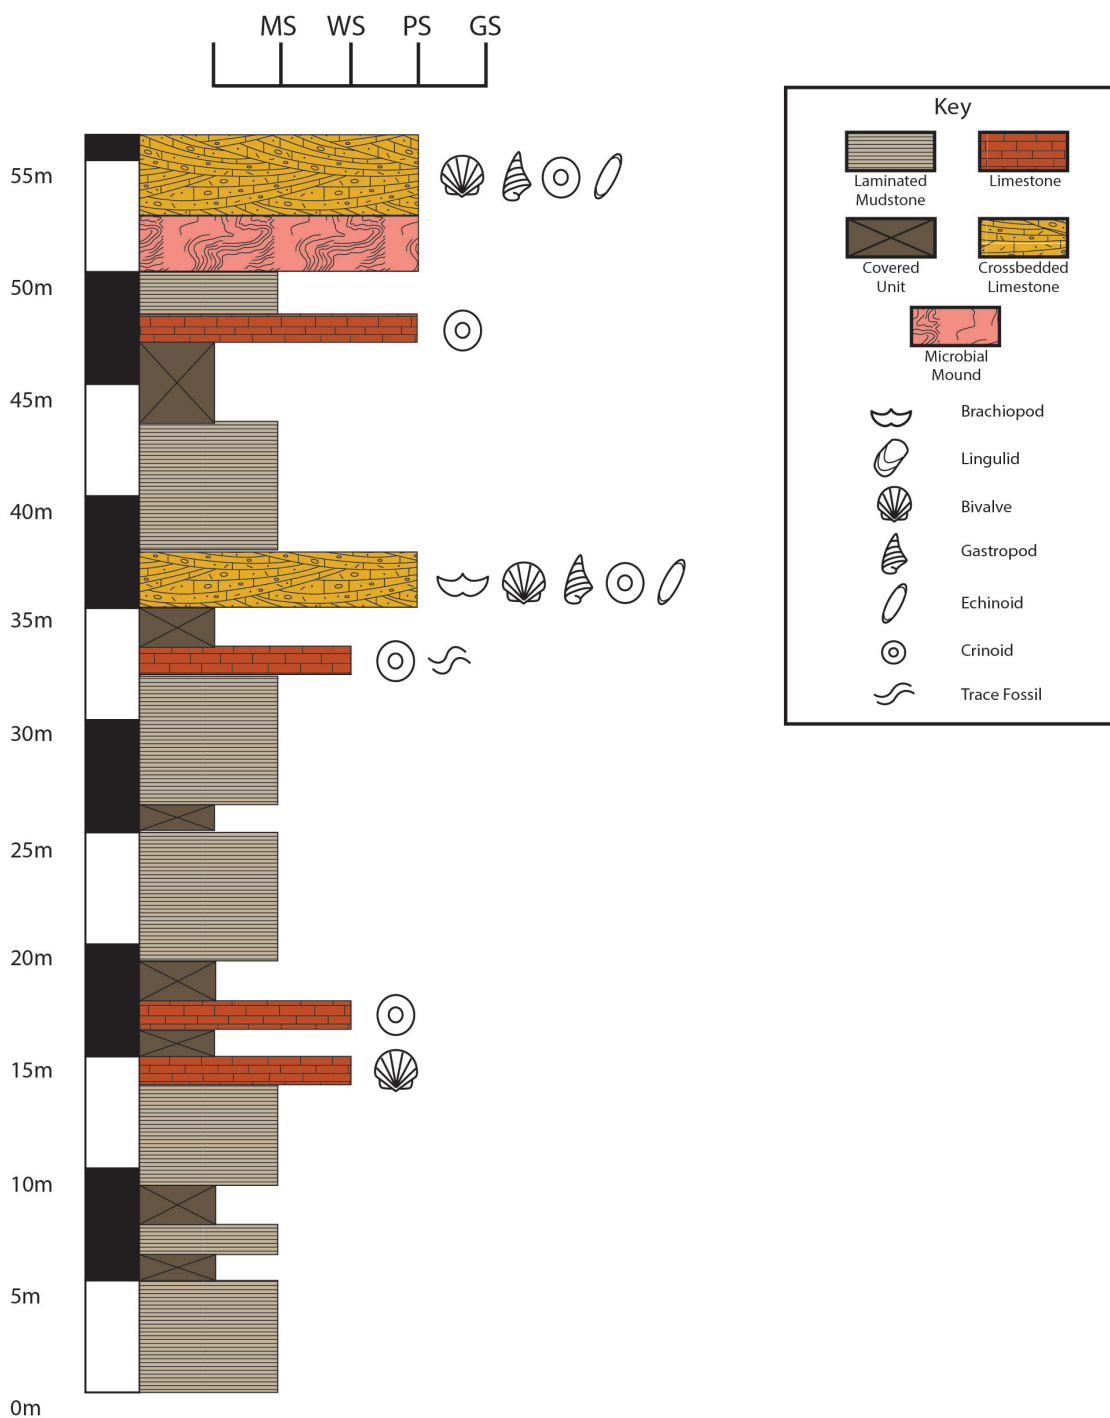 MS WS PS GS
55m
50m
45m
40m
35m
30m
25m
20m
15m
10m
5m
0m
Key
Laminated
Mudstone
Limestone
Covered
Unit
Crossbedded
Limestone
Microbial
Mound
Brachiopod
Lingulid
Bivalve
Gastropod
Echinoid
Crinoid
Trace Fossil